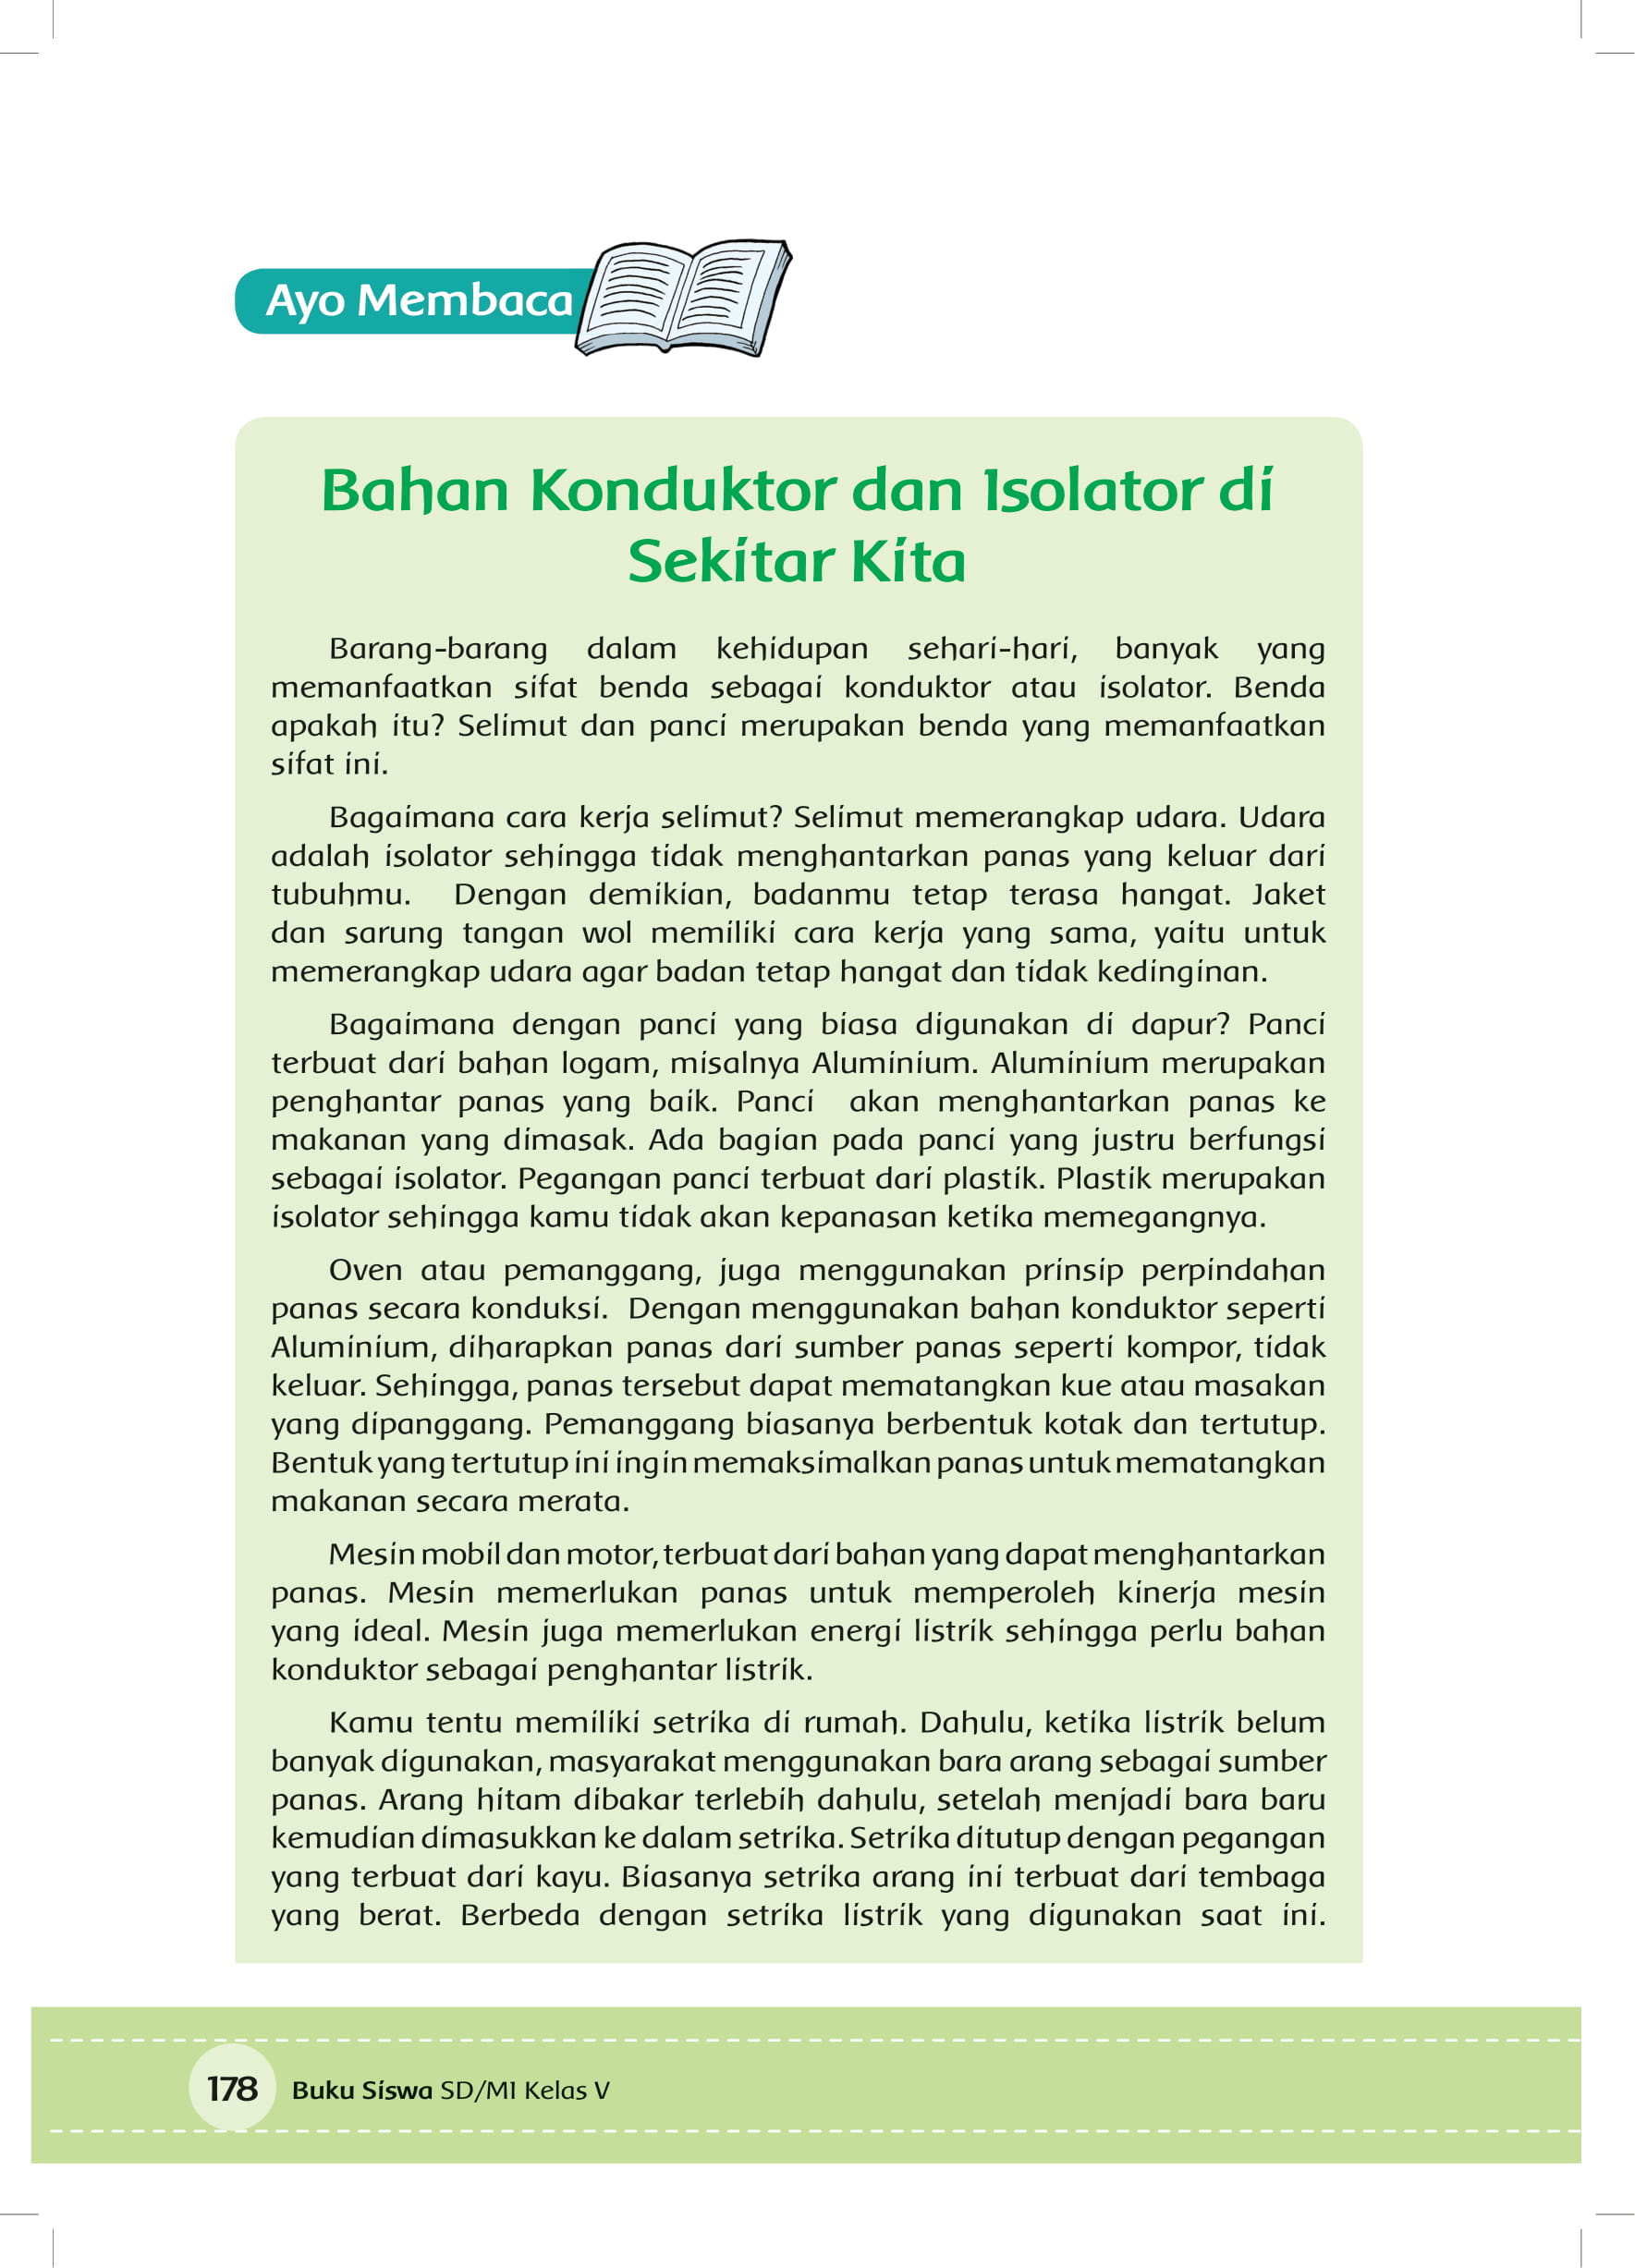 Ayo Membaca
Bahan Konduktor dan Isolator di
Sekitar Kita
Barang-barang dalam kehidupan sehari-hari, banyak yang
memanfaatkan sifat benda sebagai konduktor atau isolator. Benda
apakah itu? Selimut dan panci merupakan benda yang memanfaatkan
sifat ini.
Bagaimana cara kerja selimut? Selimut memerangkap udara. Udara
adalah isolator sehingga tidak menghantarkan panas yang keluar dari
tubuhmu. Dengan demikian, badanmu tetap terasa hangat. Jaket
dan sarung tangan wol memiliki cara kerja yang sama, yaitu untuk
memerangkap udara agar badan tetap hangat dan tidak kedinginan.
Bagaimana dengan panci yang biasa digunakan di dapur? Panci
terbuat dari bahan logam, misalnya Aluminium. Aluminium merupakan
penghantar panas yang baik. Panci akan menghantarkan panas ke
makanan yang dimasak. Ada bagian pada panci yang justru berfungsi
sebagai isolator. Pegangan panci terbuat dari plastik. Plastik merupakan
isolator sehingga kamu tidak akan kepanasan ketika memegangnya.
Oven atau pemanggang, juga menggunakan prinsip perpindahan
panas secara konduksi. Dengan menggunakan bahan konduktor seperti
Aluminium, diharapkan panas dari sumber panas seperti kompor, tidak
keluar. Sehingga, panas tersebut dapat mematangkan kue atau masakan
yang dipanggang. Pemanggang biasanya berbentuk kotak dan tertutup.
Bentuk yang tertutup ini ingin memaksimalkan panas untuk mematangkan
makanan secara merata.
Mesin mobil dan motor, terbuat dari bahan yang dapat menghantarkan
panas. Mesin memerlukan panas untuk memperoleh kinerja mesin
yang ideal. Mesin juga memerlukan energi listrik sehingga perlu bahan
konduktor sebagai penghantar listrik.
Kamu tentu memiliki setrika di rumah. Dahulu, ketika listrik belum
banyak digunakan, masyarakat menggunakan bara arang sebagai sumber
panas. Arang hitam dibakar terlebih dahulu, setelah menjadi bara baru
kemudian dimasukkan ke dalam setrika. Setrika ditutup dengan pegangan
yang terbuat dari kayu. Biasanya setrika arang ini terbuat dari tembaga
yang berat. Berbeda dengan setrika listrik yang digunakan saat ini.
178 Buku Siswa SD/MI Kelas V